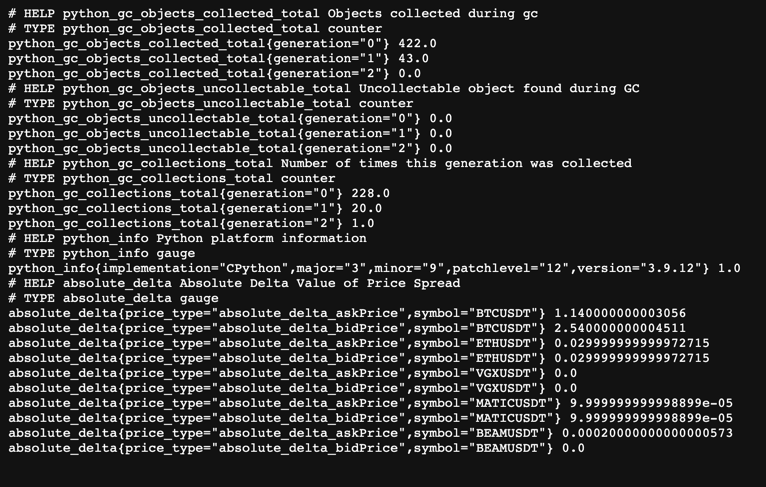 # HELP python_gc_objects_collected_total Objects collected during gc
# TYPE python_gc_objects_collected_total counter
python_gc_objects_collected_total{generation="0"} 422.0
python_gc_objects_collected_total{generation="1"} 43.0
python_gc_objects_collected_total{generation="2"} 0.0
# HELP python_gc_objects_uncollectable_total Uncollectable object found during GC
# TYPE python_gc_objects_uncollectable_total counter
python_gc_objects_uncollectable_total{generation="0"} 0.0
python_gc_objects_uncollectable_total{generation="1"} 0.0
python_gc_objects_uncollectable_total{generation="2"} 0.0
# HELP python_gc_collections_total Number of times this generation was collected
# TYPE python_gc_collections_total counter
python_gc_collections_total{generation="0"} 228.0
python_gc_collections_total{generation="1"} 20.0
python_gc_collections_total{generation="2"} 1.0
# HELP python_info Python platform information
# TYPE python_info gauge
python_info{implementation="CPython",major="3",minor="9",patchlevel="12",version="3.9.12"} 1.0
# HELP absolute_delta Absolute Delta Value of Price Spread
# TYPE absolute_delta gauge
absolute_delta{price_type="absolute_delta_askPrice",symbol="BTCUSDT"} 1.140000000003056
absolute_delta{price_type="absolute_delta_bidPrice",symbol="BTCUSDT"} 2.540000000004511
absolute_delta{price_type="absolute_delta_askPrice",symbol="ETHUSDT"} 0.029999999999972715
absolute_delta{price_type="absolute_delta_bidPrice",symbol="ETHUSDT"} 0.029999999999972715
absolute_delta{price_type="absolute_delta_askPrice",symbol="VGXUSDT"} 0.0
absolute_delta{price_type="absolute_delta_bidPrice",symbol="VGXUSDT"} 0.0
absolute_delta{price_type="absolute_delta_askPrice",symbol="MATICUSDT"} 9.999999999998899e-05
absolute_delta{price_type="absolute_delta_bidPrice",symbol="MATICUSDT"} 9.999999999998899e-05
absolute_delta{price_type="absolute_delta_askPrice",symbol="BEAMUSDT"} 0.00020000000000000573
absolute_delta{price_type="absolute_delta_bidPrice",symbol="BEAMUSDT"} 0.0